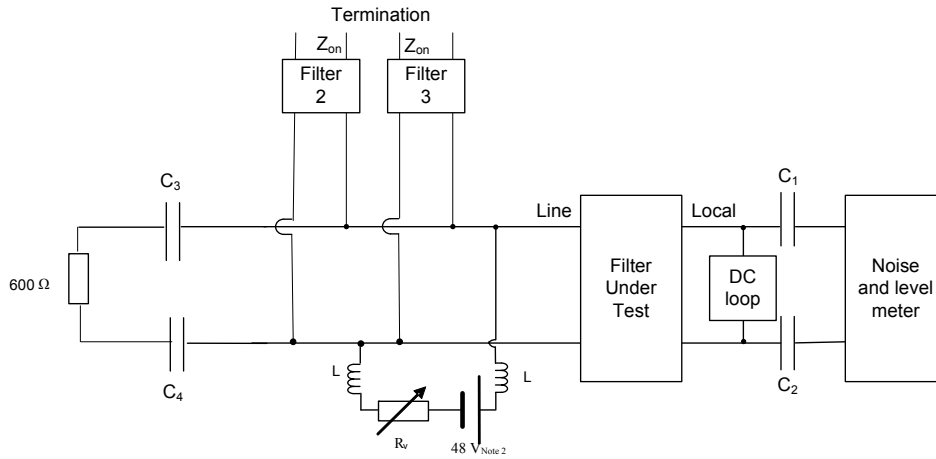 Termination
Zon Zon
Filter 2
Filter 3
C3
C1
Line Local
600 Ω
Filter Under Test
DC loop
Noise and level meter
C4
C2
L L
Rv
48 VNote 2